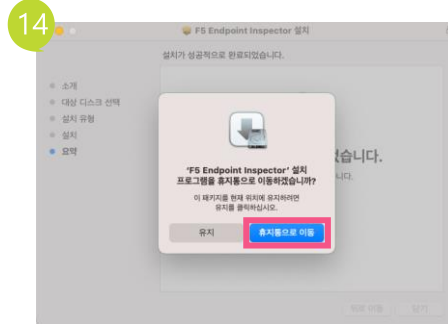 14
F5 Endpoint Inspector 설치
설치가 성공적으로 완료되었습니다.
소개
대상 디스크 선택
설치 유형
설치
요약
었습니다.
니다.
'F5 Endpoint Inspector' 설치
프로그램을 휴지통으로 이동하겠습니까?
이 패키지를 현재 위치에 유지하려면
유지를 클릭하십시오.
유지
휴지통으로 이동
뒤로 이동
닫기